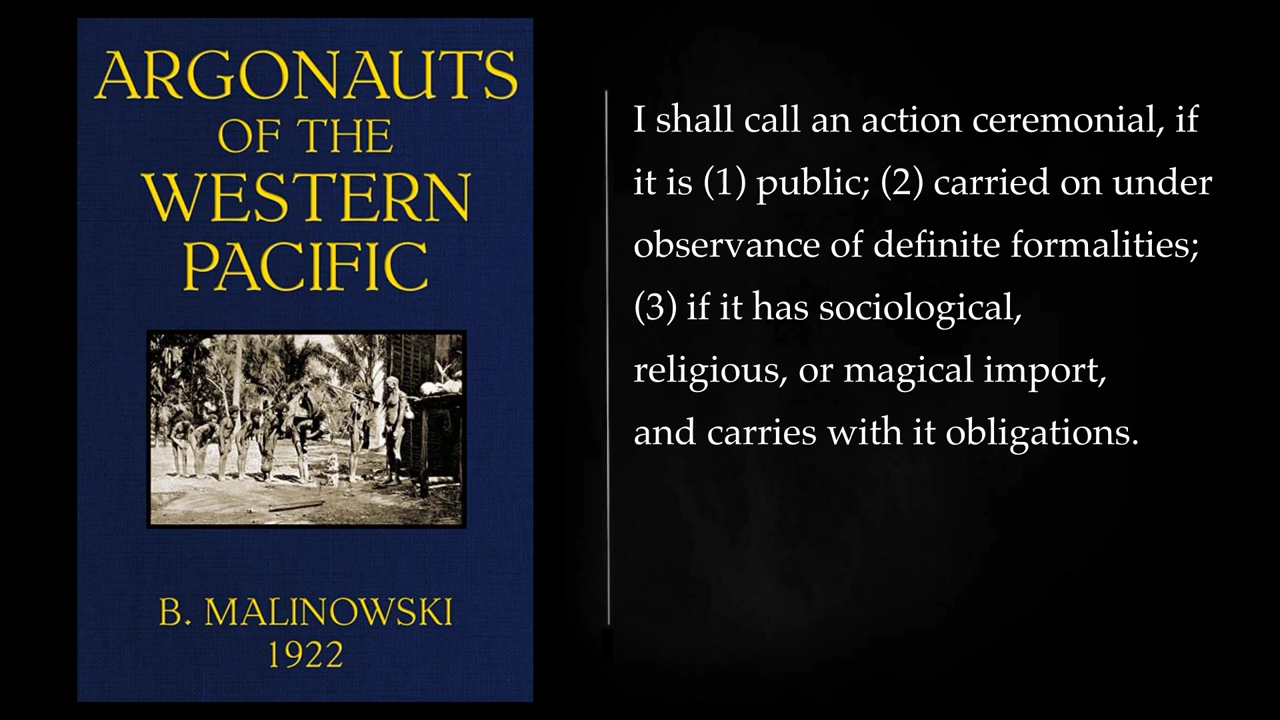 ARGONAUTS
OF THE
WESTERN
PACIFIC
B. MALINOWSKI
1922
I shall call an action ceremonial, if
it is (1) public; (2) carried on under
observance of definite formalities;
(3) if it has sociological,
religious, or magical import,
and carries with it obligations.